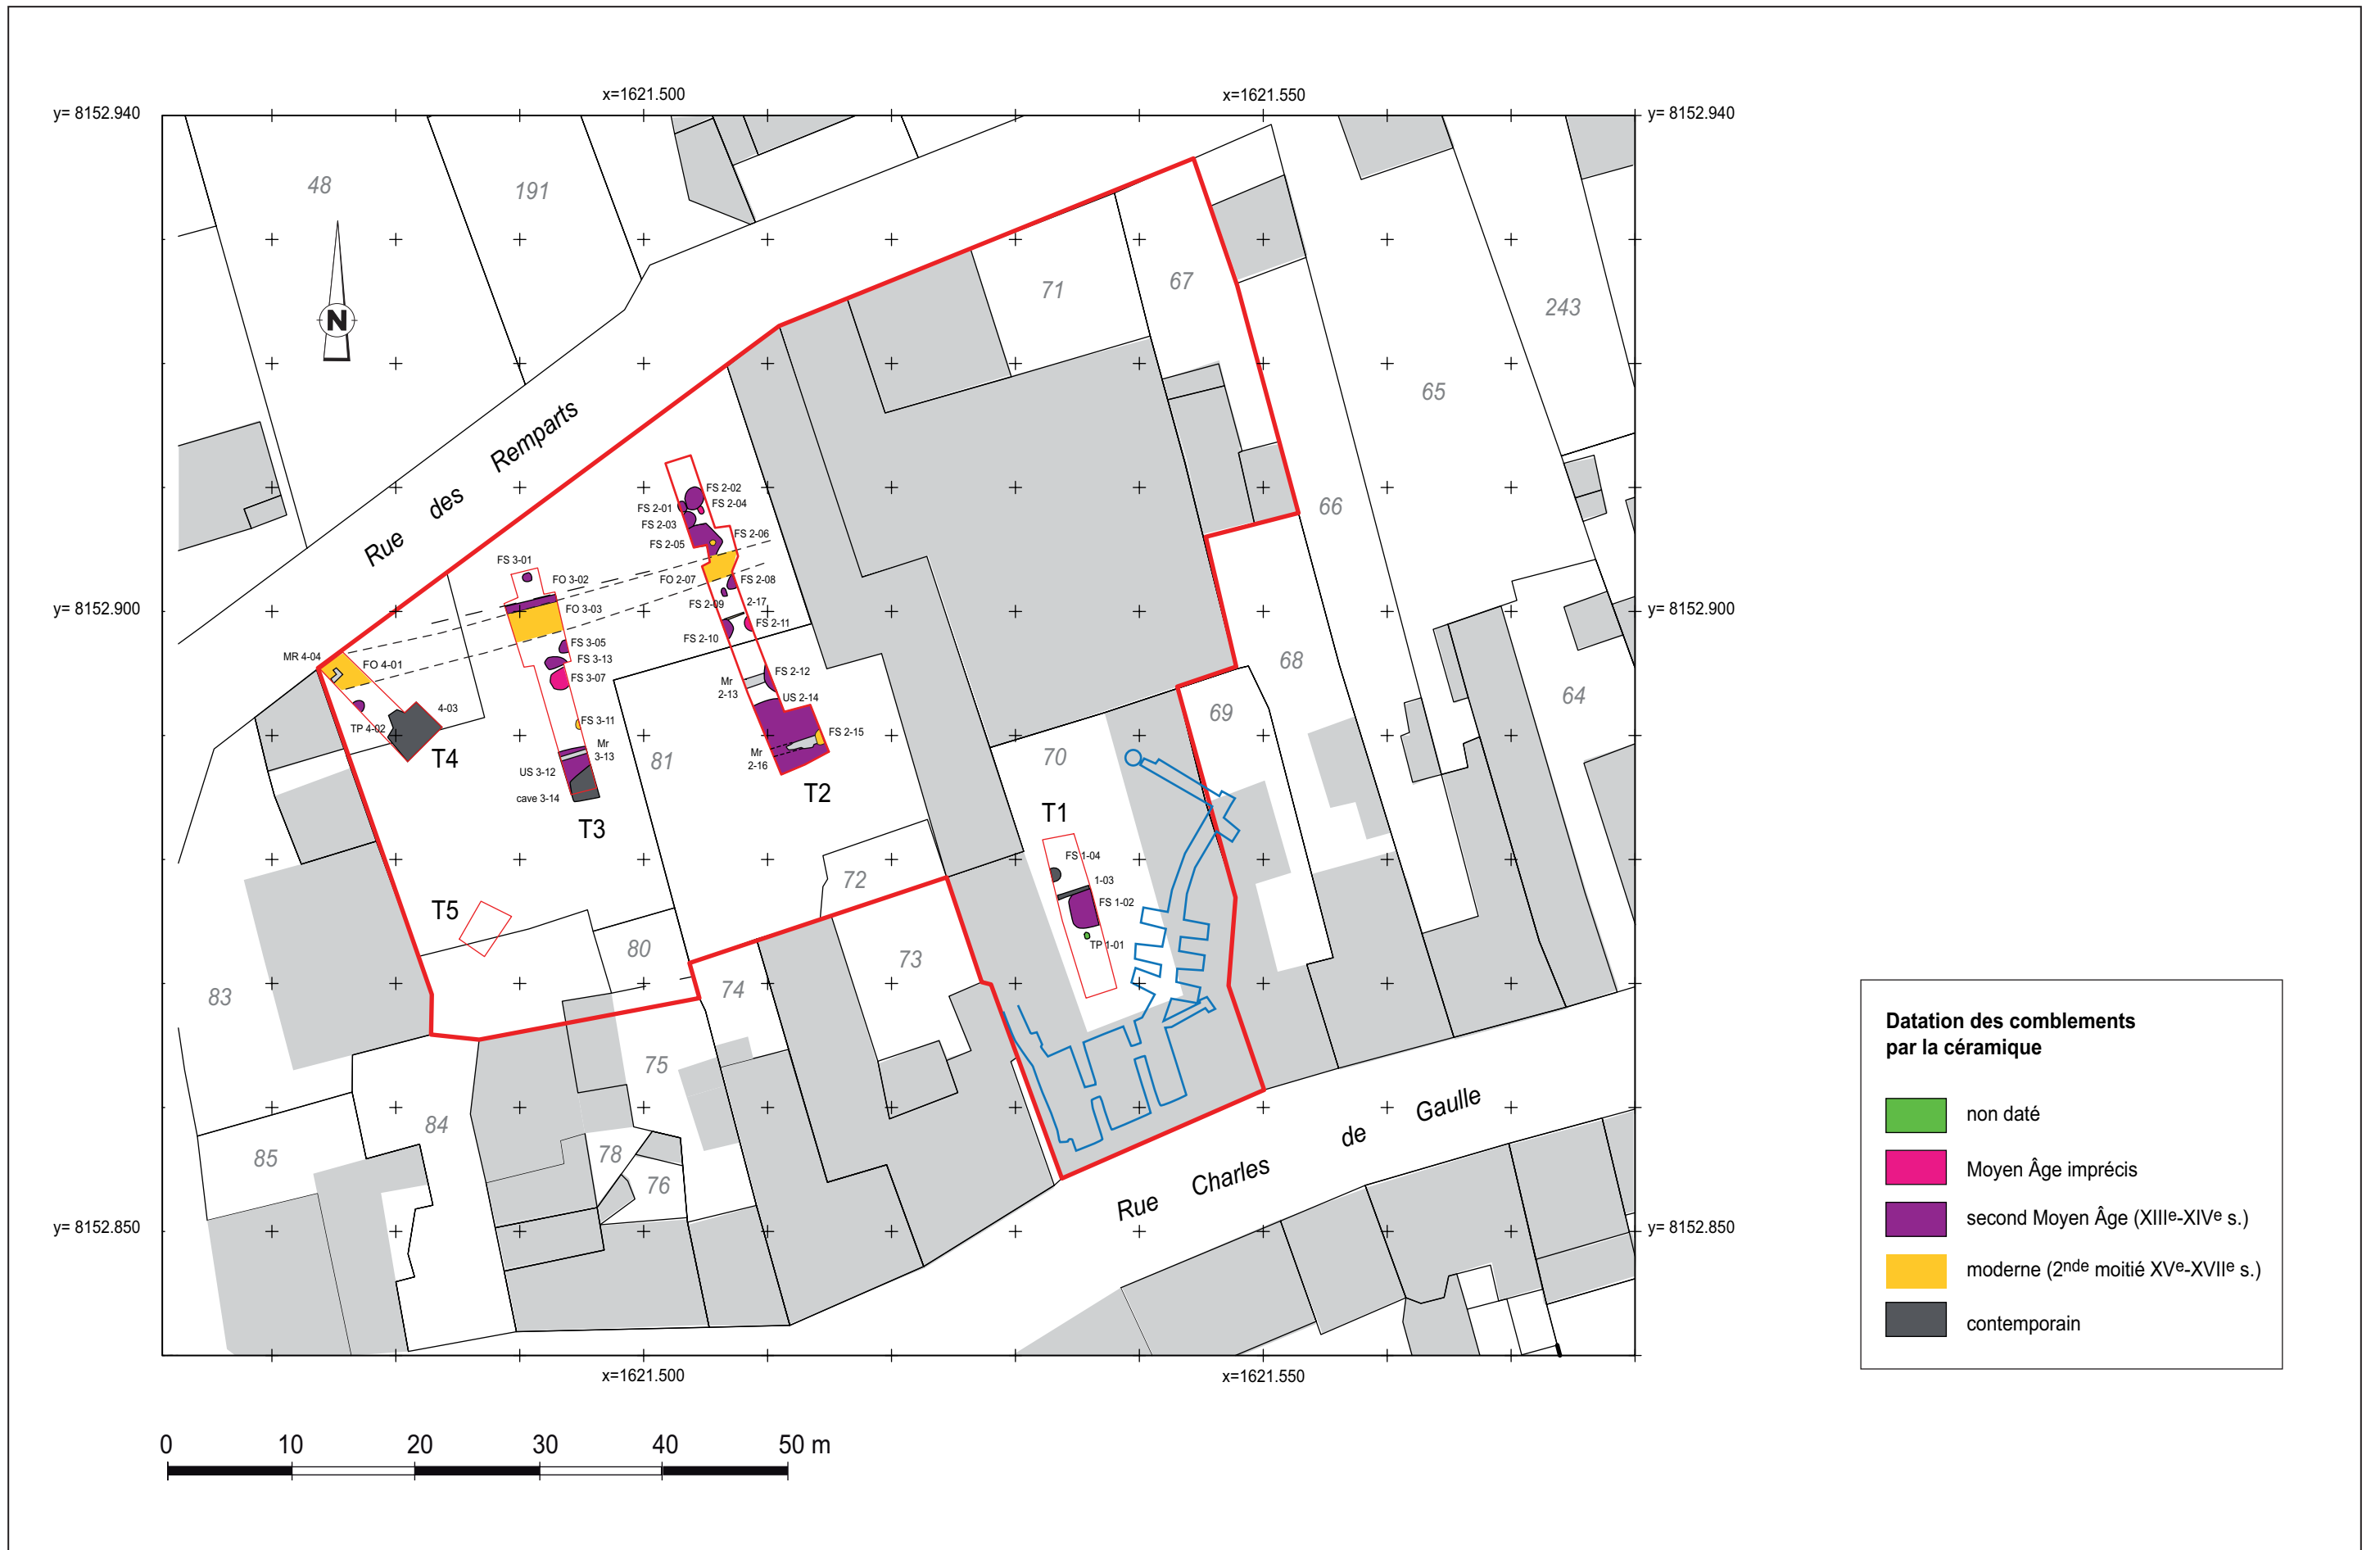 x=1621.500
x=1621.550
y= 8152.940
y= 8152.940
48
191
N
71
67
243
65
Rue des Remparts
66
FS 2-02
FS 2-01
FS 2-04
FS 2-03
FS 2-06
FS 2-05
FS 3-01
FO 3-02
FO 2-07
FS 2-08
FS 2-09
2-17
y= 8152.900
y= 8152.900
FO 3-03
FS 2-11
FS 2-10
FS 3-05
MR 4-04
FO 4-01
FS 3-13
FS 3-07
FS 2-12
Mr
2-13
US 2-14
68
64
4-03
TP 4-02
FS 3-11
69
FS 2-15
T4
Mr
3-13
Mr
2-16
81
70
US 3-12
cave 3-14
T2
T3
T1
FS 1-04
1-03
72
FS 1-02
T5
TP 1-01
80
73
74
83
75
84
78
85
76
Rue Charles de Gaulle
y= 8152.850
y= 8152.850
x=1621.500
x=1621.550
0 10 20 30 40 50 m
Datation des comblements
par la céramique
non daté
Moyen Âge imprécis
second Moyen Âge (XIIIe-XIVe s.)
moderne (2nde moitié XVe-XVIIe s.)
contemporain